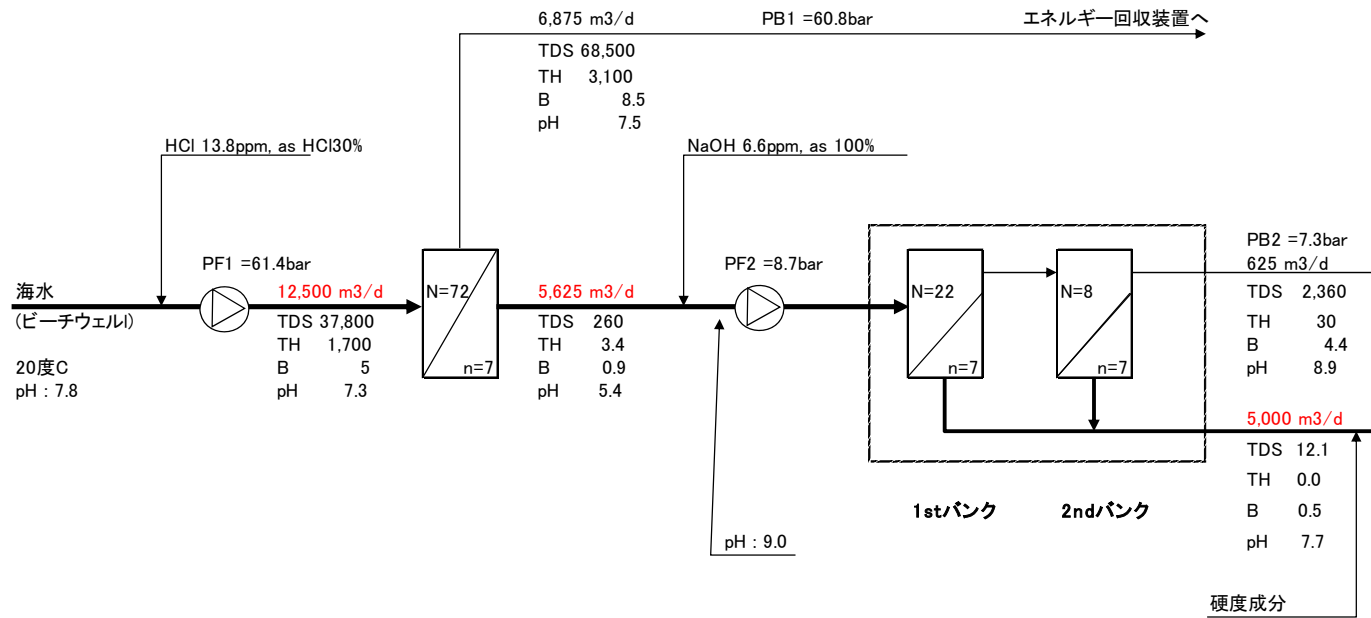 6,875 m3/d
PB1 =60.8bar
エネルギー回収装置へ
TDS 68,500
TH 3,100
B 8.5
pH 7.5
HCl 13.8ppm, as HCl30%
NaOH 6.6ppm, as 100%
PF1 =61.4bar
海水
(ビーチウェルl)
20度C
pH : 7.8
12,500 m3/d
TDS 37,800
TH 1,700
B 5
pH 7.3
N=72
n=7
5,625 m3/d
TDS 260
TH 3.4
B 0.9
pH 5.4
PF2 =8.7bar
pH : 9.0
N=22
n=7
N=8
n=7
1stバンク
2ndバンク
PB2 =7.3bar
625 m3/d
TDS 2,360
TH 30
B 4.4
pH 8.9
5,000 m3/d
TDS 12.1
TH 0.0
B 0.5
pH 7.7
硬度成分